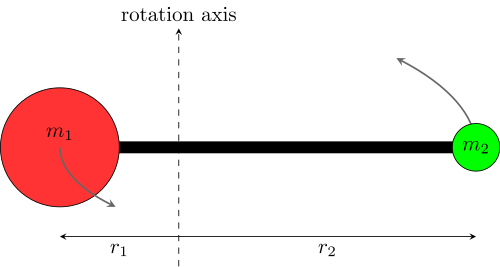 rotation axis
m₁
m₂
r₁
r₂